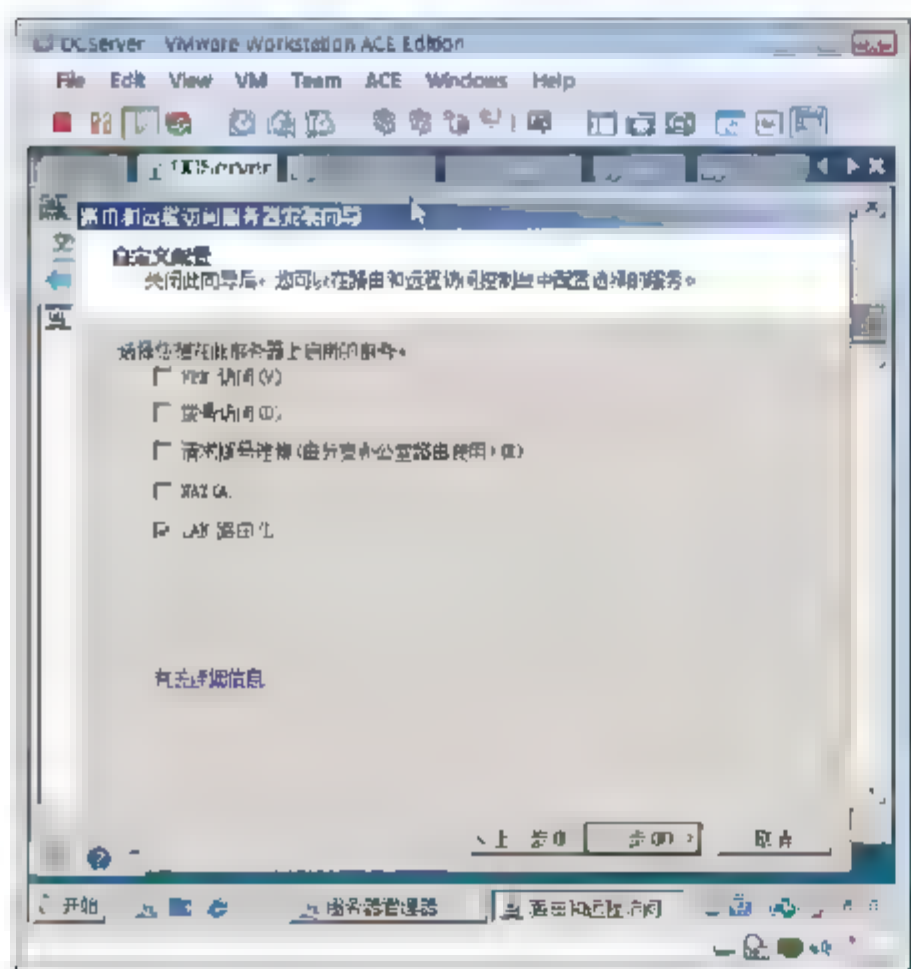 DCServer VMware Workstation ACE Edition
File Edit View VM Team ACE Windows Help
DCServer
路由和远程访问服务器安装向导
自定义配置
关闭此向导后，您可以在路由和远程访问控制台中配置选择的服务。
选择您想在此服务器上启用的服务。
VPN 访问(V)
拨号访问(D)
请求拨号连接(由分支办公室路由使用)(E)
NAT(A)
LAN 路由(L)
有关详细信息
取消
开始
服务器管理器
路由和远程访问